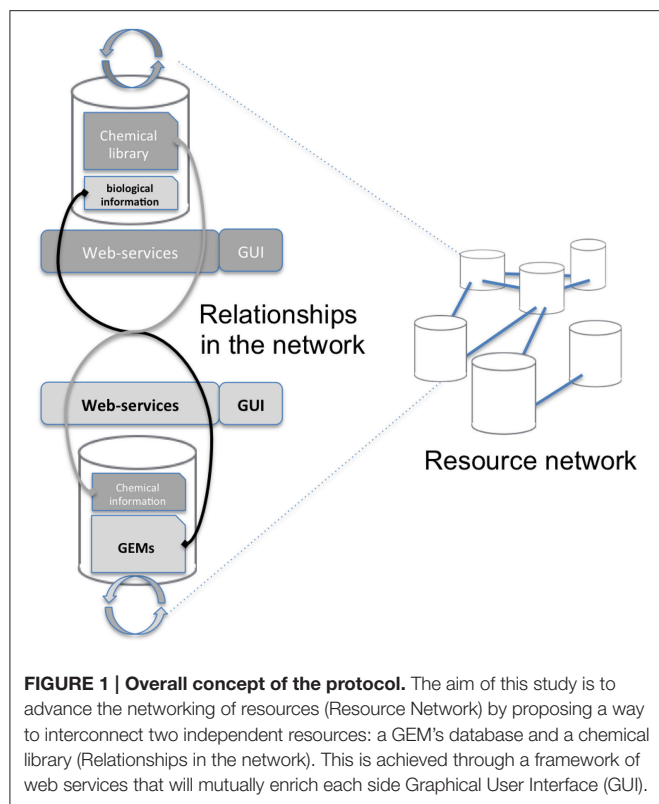 Chemical
library
biological
information
Web-services
GUI
Relationships
in the network
Web-services
GUI
Chemical
information
GEMs
Resource network
FIGURE 1 | Overall concept of the protocol. The aim of this study is to
advance the networking of resources (Resource Network) by proposing a way
to interconnect two independent resources: a GEM's database and a chemical
library (Relationships in the network). This is achieved through a framework of
web services that will mutually enrich each side Graphical User Interface (GUI).